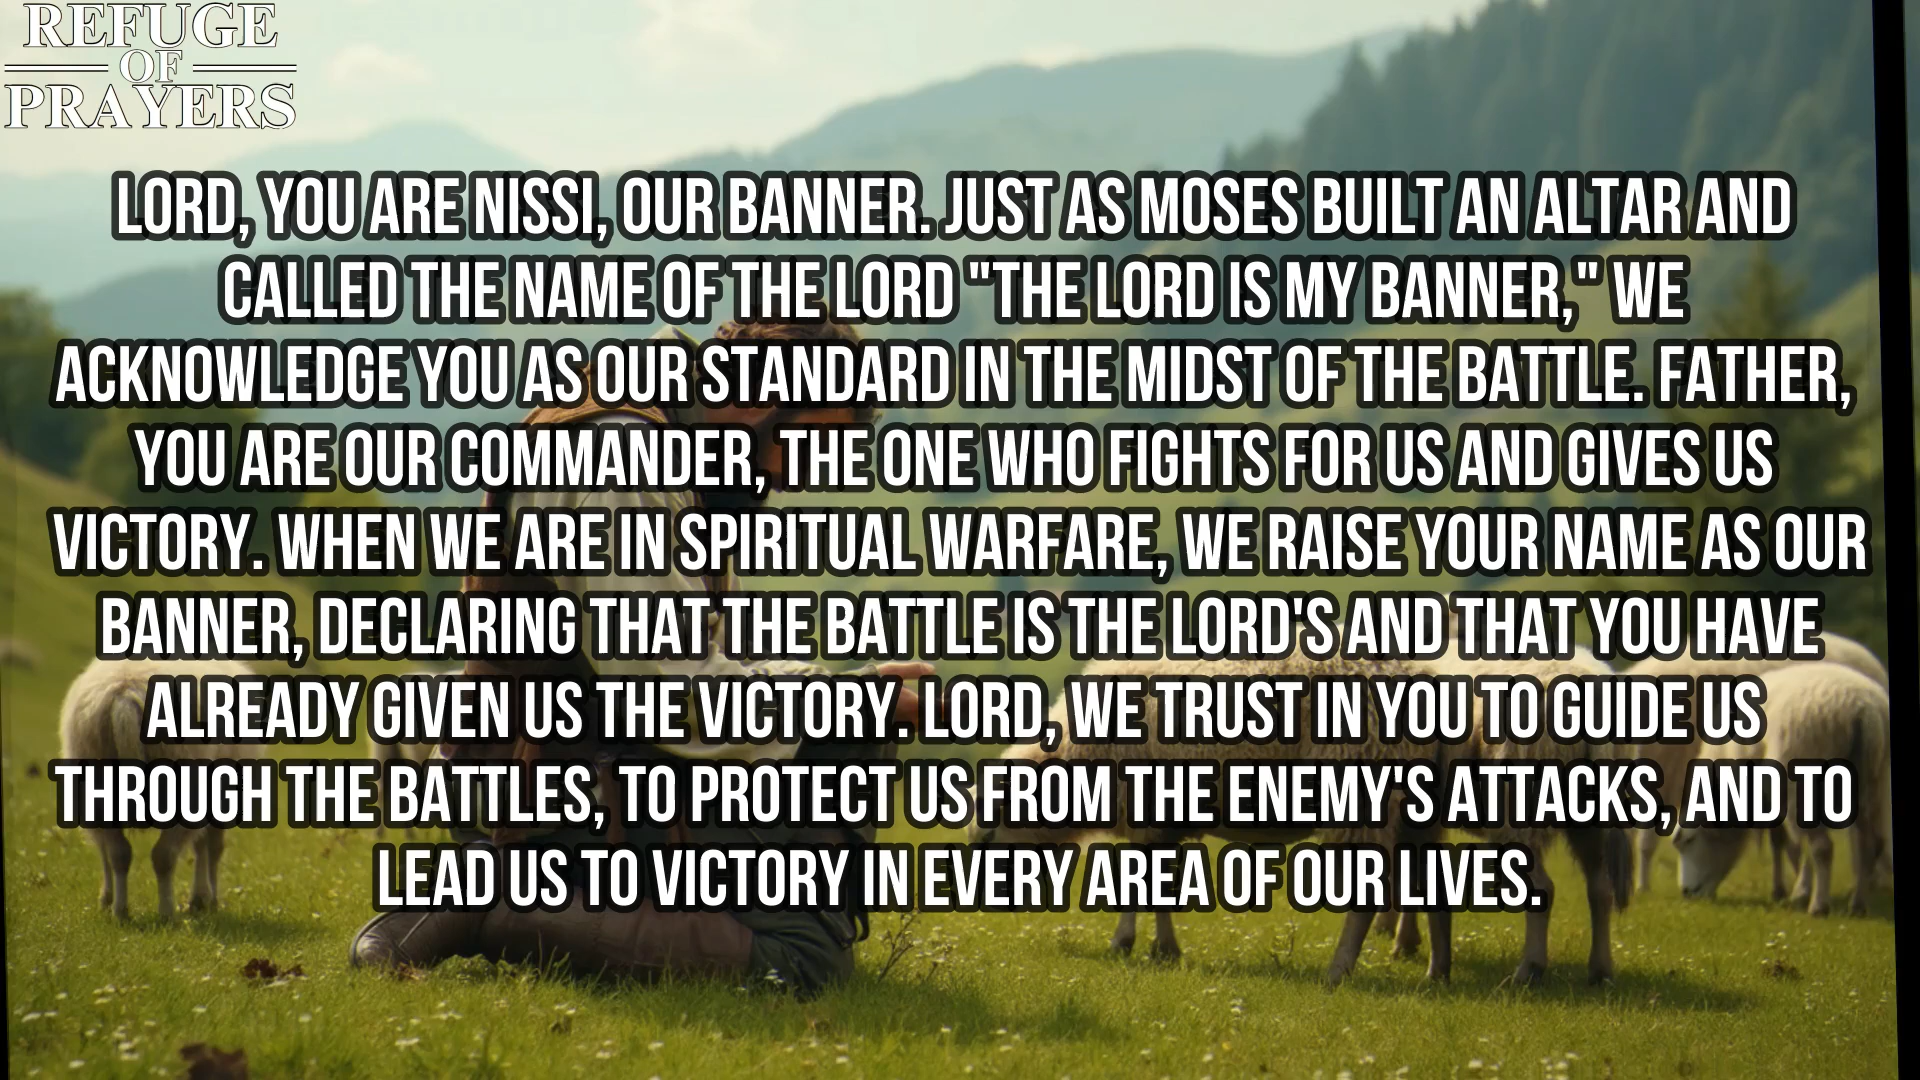 REFUGE
OF
PRAYERS
LORD, YOU ARE NISSI, OUR BANNER. JUST AS MOSES BUILT AN ALTAR AND
CALLED THE NAME OF THE LORD "THE LORD IS MY BANNER," WE
ACKNOWLEDGE YOU AS OUR STANDARD IN THE MIDST OF THE BATTLE. FATHER,
YOU ARE OUR COMMANDER, THE ONE WHO FIGHTS FOR US AND GIVES US
VICTORY. WHEN WE ARE IN SPIRITUAL WARFARE, WE RAISE YOUR NAME AS OUR
BANNER, DECLARING THAT THE BATTLE IS THE LORD'S AND THAT YOU HAVE
ALREADY GIVEN US THE VICTORY. LORD, WE TRUST IN YOU TO GUIDE US
THROUGH THE BATTLES, TO PROTECT US FROM THE ENEMY'S ATTACKS, AND TO
LEAD US TO VICTORY IN EVERY AREA OF OUR LIVES.